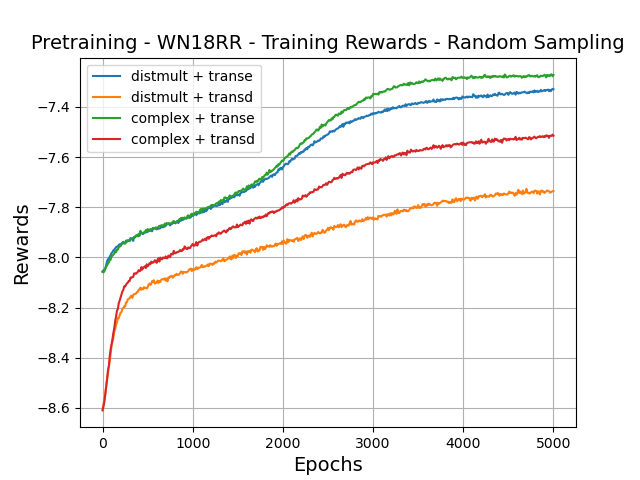 Pretraining - WN18RR - Training Rewards - Random Sampling
distmult + transe
distmult + transd
complex + transe
complex + transd
Rewards
−7.4
−7.6
−7.8
−8.0
−8.2
−8.4
−8.6
0 1000 2000 3000 4000 5000
Epochs